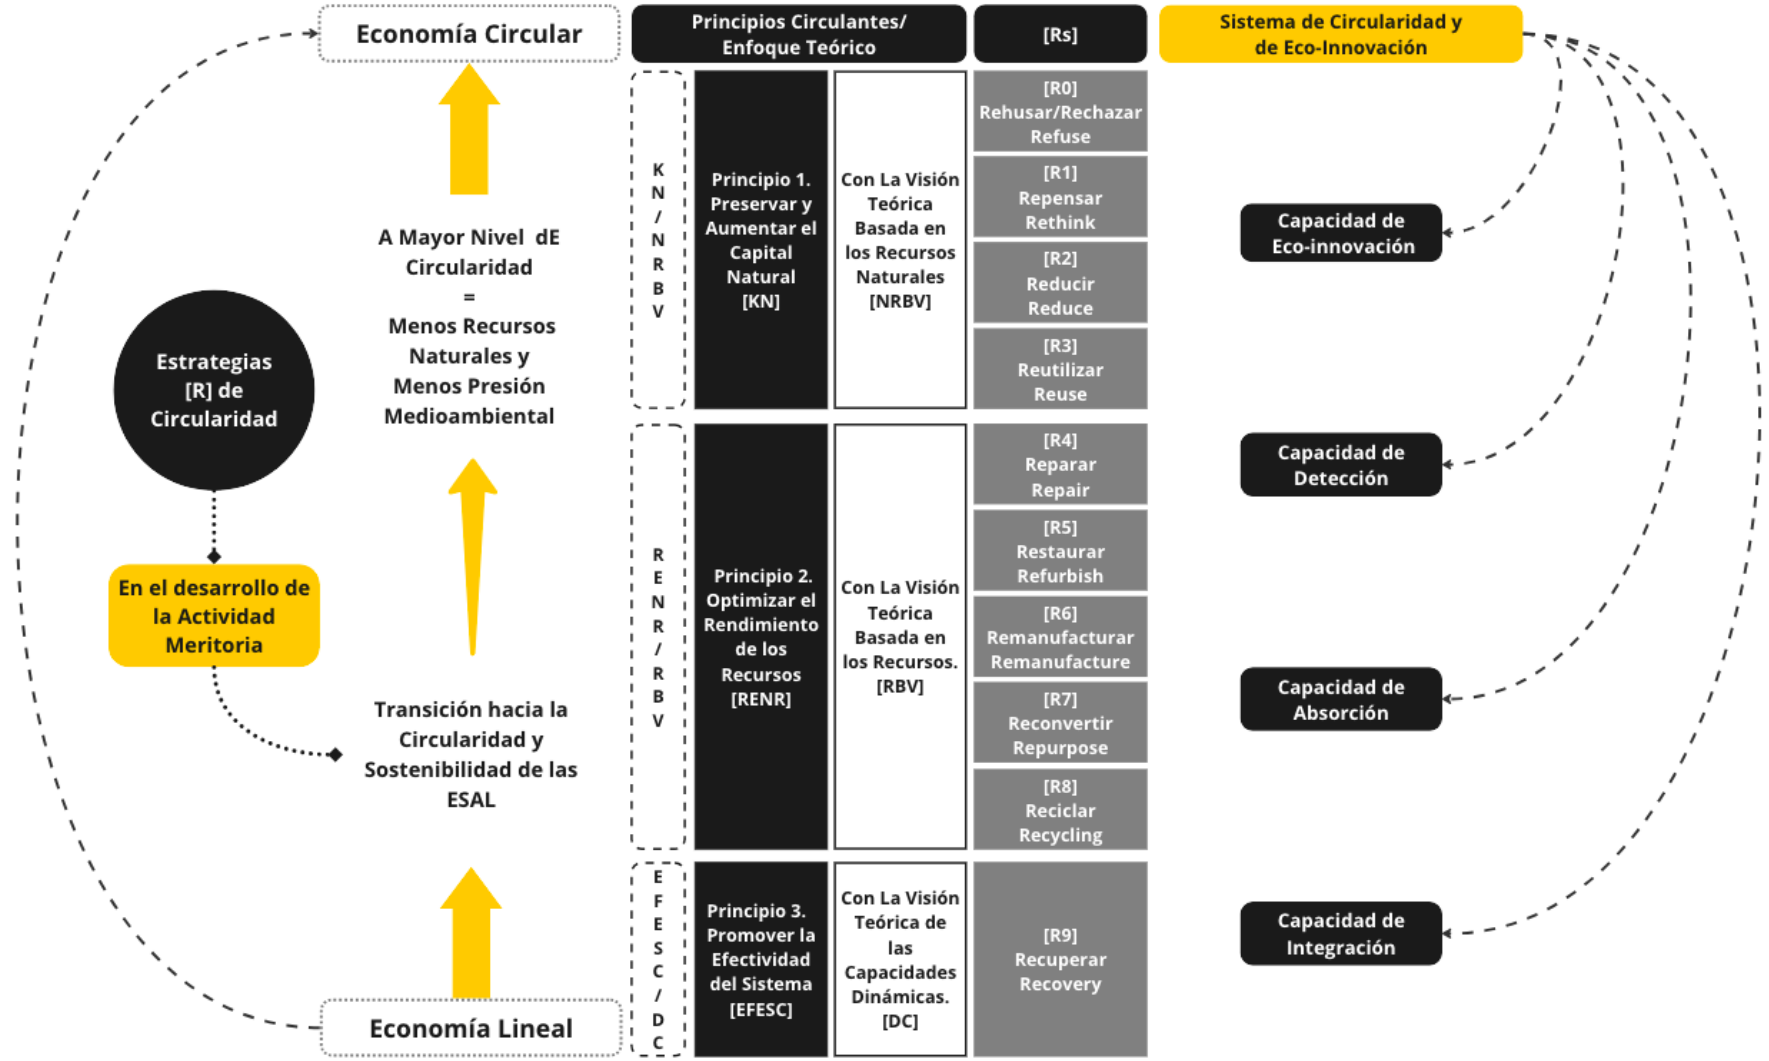 Economía Circular
A Mayor Nivel dE
Circularidad
=
Menos Recursos
Naturales y
Menos Presión
Medioambiental
Estrategias
[R] de
Circularidad
En el desarrollo de
la Actividad
Meritoria
Transición hacia la
Circularidad y
Sostenibilidad de las
ESAL
Economía Lineal
Principios Circulantes/
Enfoque Teórico
[Rs]
Sistema de Circularidad y
de Eco-Innovación
K
N
/
N
R
B
V
Principio 1.
Preservar y
Aumentar el
Capital
Natural
[KN]
Con La Visión
Teórica
Basada en
los Recursos
Naturales
[NRBV]
[R0]
Rehusar/Rechazar
Refuse
[R1]
Repensar
Rethink
[R2]
Reducir
Reduce
[R3]
Reutilizar
Reuse
R
E
N
R
/
R
B
V
Principio 2.
Optimizar el
Rendimiento
de los
Recursos
[RENR]
Con La Visión
Teórica
Basada en
los Recursos.
[RBV]
[R4]
Reparar
Repair
[R5]
Restaurar
Refurbish
[R6]
Remanufacturar
Remanufacture
[R7]
Reconvertir
Repurpose
[R8]
Reciclar
Recycling
E
F
E
S
C
/
D
C
Principio 3.
Promover la
Efectividad
del Sistema
[EFESC]
Con La Visión
Teórica de
las
Capacidades
Dinámicas.
[DC]
[R9]
Recuperar
Recovery
Capacidad de
Eco-innovación
Capacidad de
Detección
Capacidad de
Absorción
Capacidad de
Integración